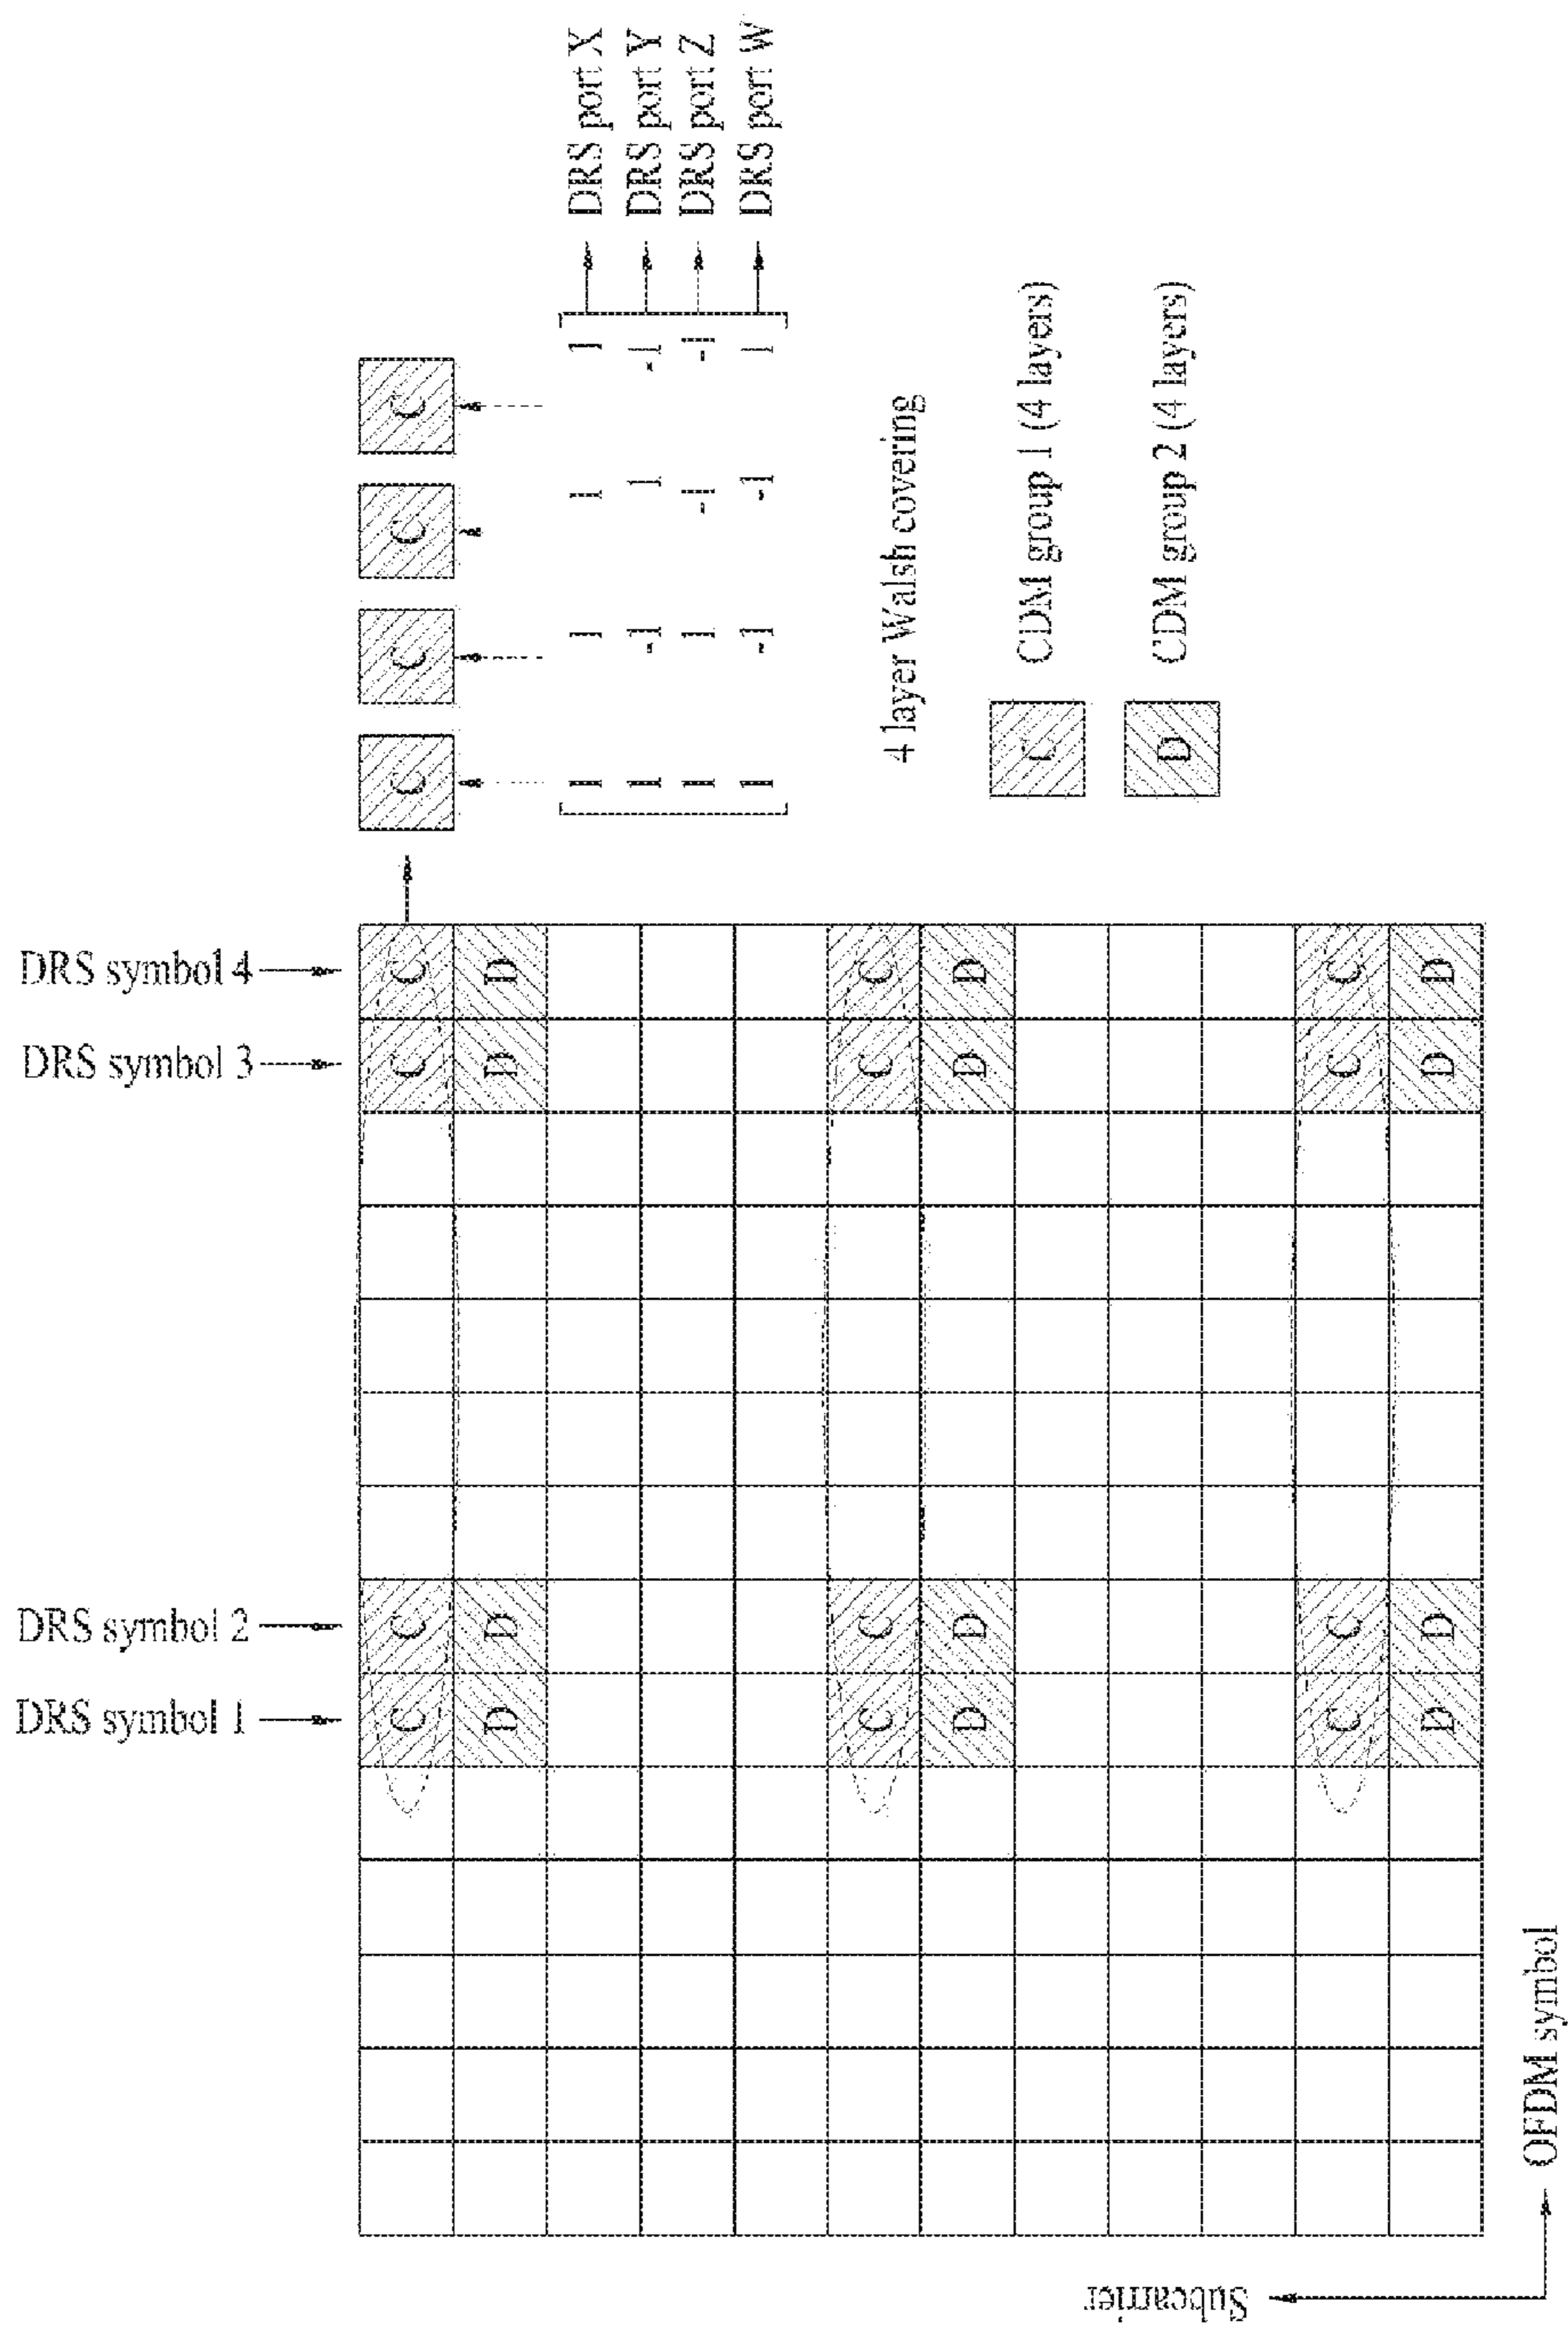 C C C C
1 1 1 1 DRS port X
1 -1 1 -1 DRS port Y
1 1 -1 -1 DRS port Z
1 -1 -1 1 DRS port W
4 layer Walsh covering
C CDM group 1 (4 layers)
D CDM group 2 (4 layers)
DRS symbol 4
C D C D C D
DRS symbol 3
C D C D C D
DRS symbol 2
C D C D C D
DRS symbol 1
C D C D C D
Subcarrier
OFDM symbol